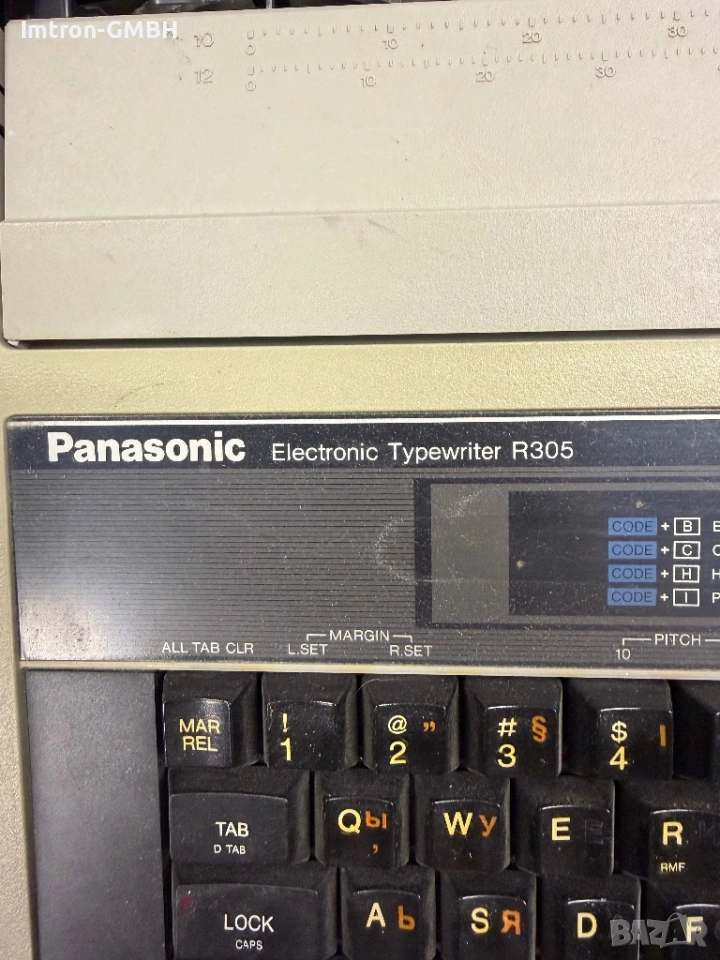 Imtron-GMBH
10 0 10 20 30
12 0 10 20 30
Panasonic Electronic Typewriter R305
CODE + B
CODE + C
CODE + H
CODE + I
MARGIN
ALL TAB CLR L.SET R.SET
PITCH
10
MAR REL ! 1 @ 2 " # 3 § $ 4 I
TAB D TAB Q Ы , W У E R RMF
LOCK CAPS A Ь S Я D F
BAZAR